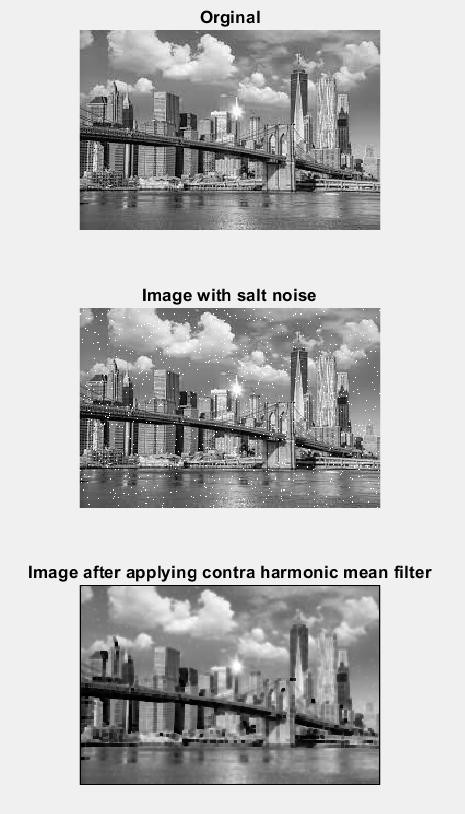 Orginal
Image with salt noise
Image after applying contra harmonic mean filter